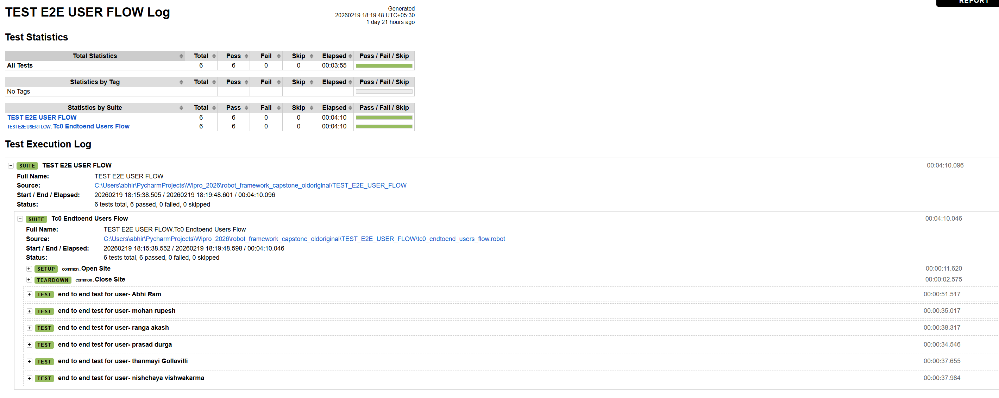 REPORT
TEST E2E USER FLOW Log
Generated
20260219 18:19:48 UTC+05:30
1 day 21 hours ago
Test Statistics
Total Statistics Total Pass Fail Skip Elapsed Pass / Fail / Skip
All Tests 6 6 0 0 00:03:55
Statistics by Tag Total Pass Fail Skip Elapsed Pass / Fail / Skip
No Tags
Statistics by Suite Total Pass Fail Skip Elapsed Pass / Fail / Skip
TEST E2E USER FLOW 6 6 0 0 00:04:10
TEST E2E USER FLOW.Tc0 Endtoend Users Flow 6 6 0 0 00:04:10
Test Execution Log
SUITE TEST E2E USER FLOW 00:04:10.096
Full Name: TEST E2E USER FLOW
Source: C:\Users\abhir\PycharmProjects\Wipro_2026\robot_framework_capstone_oldoriginal\TEST_E2E_USER_FLOW
Start / End / Elapsed: 20260219 18:15:38.505 / 20260219 18:19:48.601 / 00:04:10.096
Status: 6 tests total, 6 passed, 0 failed, 0 skipped
SUITE Tc0 Endtoend Users Flow 00:04:10.046
Full Name: TEST E2E USER FLOW.Tc0 Endtoend Users Flow
Source: C:\Users\abhir\PycharmProjects\Wipro_2026\robot_framework_capstone_oldoriginal\TEST_E2E_USER_FLOW\tc0_endtoend_users_flow.robot
Start / End / Elapsed: 20260219 18:15:38.552 / 20260219 18:19:48.598 / 00:04:10.046
Status: 6 tests total, 6 passed, 0 failed, 0 skipped
SETUP common.Open Site 00:00:11.620
TEARDOWN common.Close Site 00:00:02.575
TEST end to end test for user- Abhi Ram 00:00:51.517
TEST end to end test for user- mohan rupesh 00:00:35.017
TEST end to end test for user- ranga akash 00:00:38.317
TEST end to end test for user- prasad durga 00:00:34.546
TEST end to end test for user- thanmayi Gollavilli 00:00:37.655
TEST end to end test for user- nishchaya vishwakarma 00:00:37.984